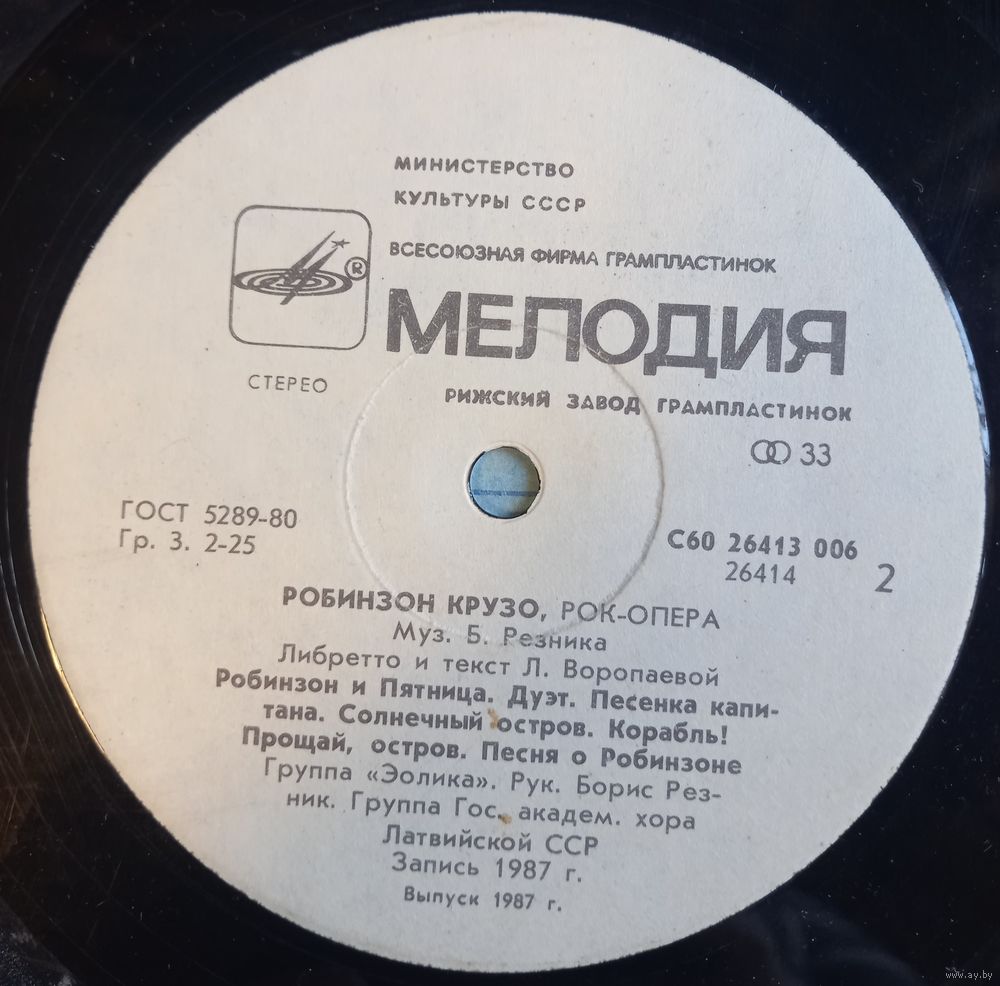 МИНИСТЕРСТВО
КУЛЬТУРЫ СССР
ВСЕСОЮЗНАЯ ФИРМА ГРАМПЛАСТИНОК
®
МЕЛОДИЯ
СТЕРЕО
РИЖСКИЙ ЗАВОД ГРАМПЛАСТИНОК
33
ГОСТ 5289-80
Гр. 3. 2-25
С60 26413 006
26414
2
РОБИНЗОН КРУЗО, РОК-ОПЕРА
Муз. Б. Резника
Либретто и текст Л. Воропаевой
Робинзон и Пятница. Дуэт. Песенка капи-
тана. Солнечный остров. Корабль!
Прощай, остров. Песня о Робинзоне
Группа «Эолика». Рук. Борис Рез-
ник. Группа Гос. академ. хора
Латвийской ССР
Запись 1987 г.
Выпуск 1987 г.
www.ay.by